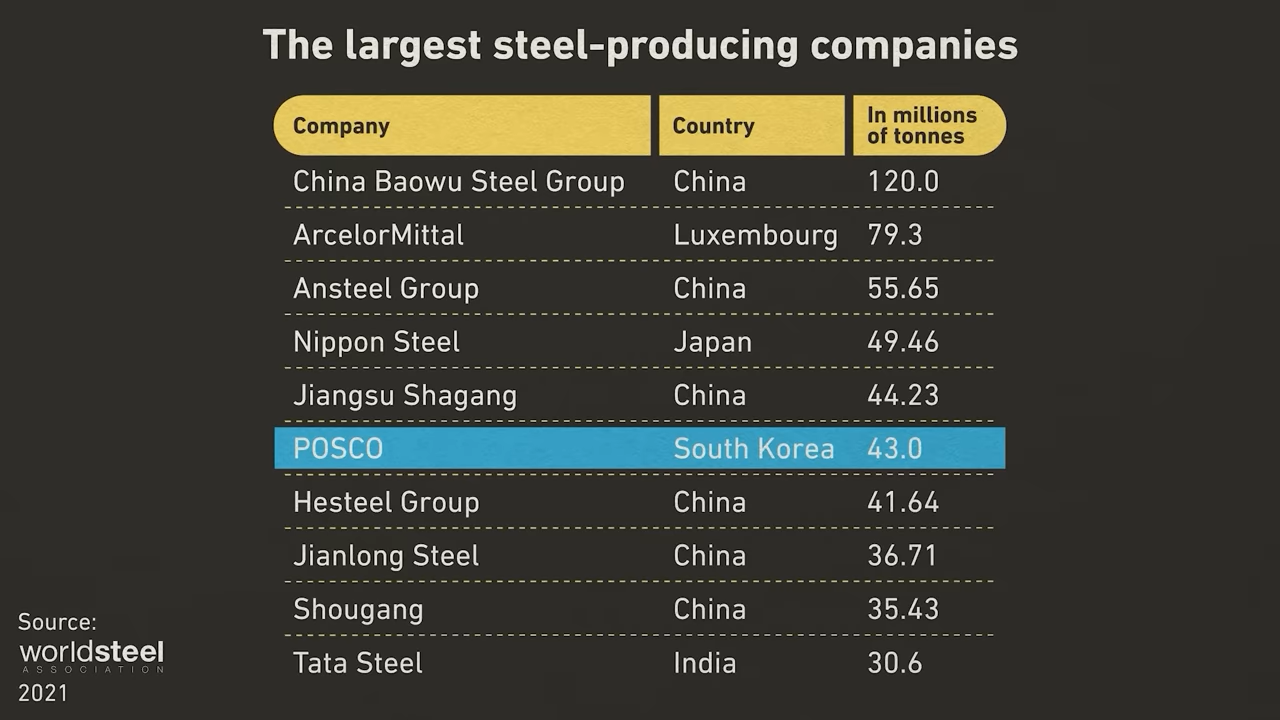 The largest steel-producing companies
Company Country In millions
of tonnes
China Baowu Steel Group China 120.0
ArcelorMittal Luxembourg 79.3
Ansteel Group China 55.65
Nippon Steel Japan 49.46
Jiangsu Shagang China 44.23
POSCO South Korea 43.0
Hesteel Group China 41.64
Jianlong Steel China 36.71
Shougang China 35.43
Tata Steel India 30.6
Source:
worldsteel
ASSOCIATION
2021